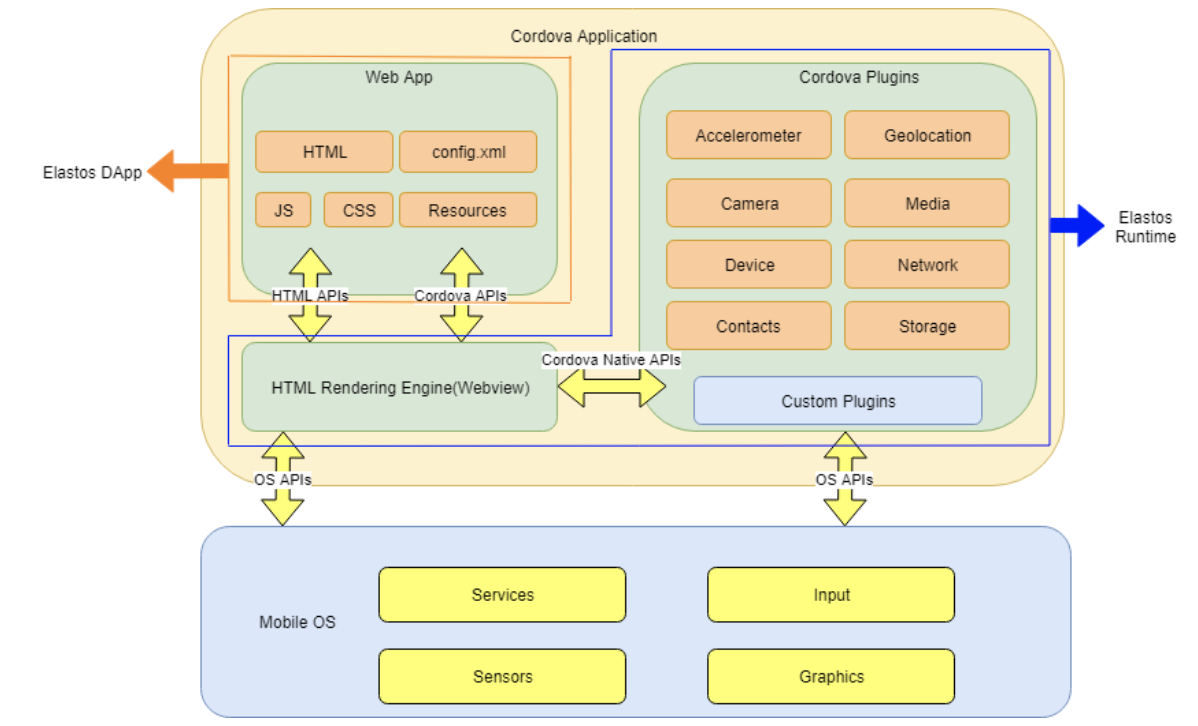 Cordova Application
Web App
Cordova Plugins
HTML
config.xml
JS
CSS
Resources
Accelerometer
Geolocation
Camera
Media
Device
Network
Contacts
Storage
Custom Plugins
Elastos DApp
Elastos
Runtime
HTML APIs
Cordova APIs
HTML Rendering Engine(Webview)
Cordova Native APIs
OS APIs
OS APIs
Mobile OS
Services
Input
Sensors
Graphics